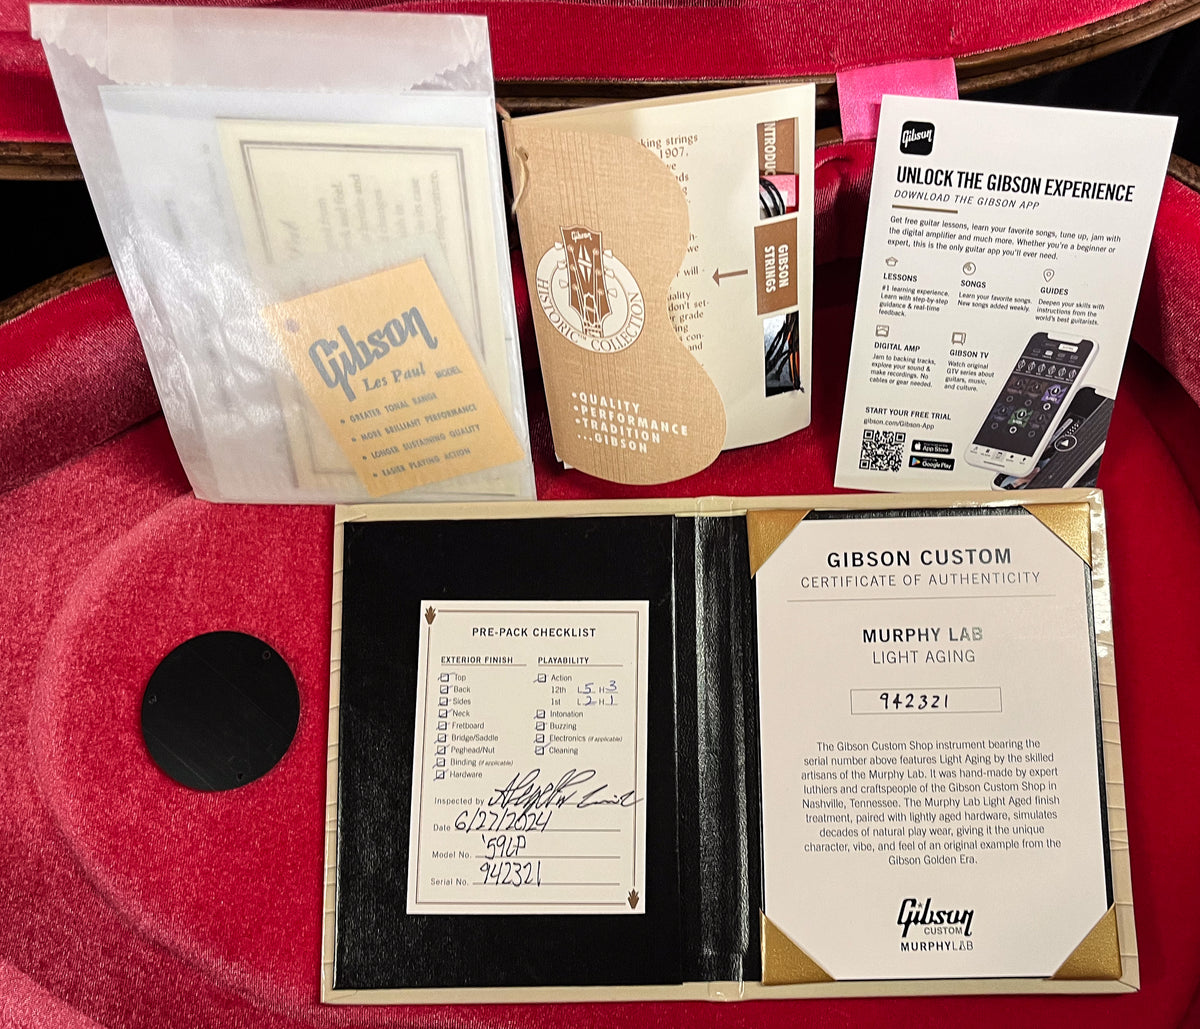 Gibson
Les Paul MODEL
• GREATER TONAL RANGE
• MORE BRILLIANT PERFORMANCE
• LONGER SUSTAINING QUALITY
• EASIER PLAYING ACTION
Gibson
HISTORIC COLLECTION
•QUALITY
•PERFORMANCE
•TRADITION
...GIBSON
king strings
1907,
GIBSON
STRINGS
Gibson
UNLOCK THE GIBSON EXPERIENCE
DOWNLOAD THE GIBSON APP
Get free guitar lessons, learn your favorite songs, tune up, jam with
the digital amplifier and much more. Whether you're a beginner or
expert, this is the only guitar app you'll ever need.
LESSONS
#1 learning experience.
Learn with step-by-step
guidance & real-time
feedback.
SONGS
Learn your favorite songs.
New songs added weekly.
GUIDES
Deepen your skills with
instructions from the
world's best guitarists.
DIGITAL AMP
Jam to backing tracks,
explore your sound &
make recordings. No
cables or gear needed.
GIBSON TV
Watch original
GTV series about
guitars, music,
and culture.
START YOUR FREE TRIAL
gibson.com/Gibson-App
App Store
Google Play
PRE-PACK CHECKLIST
EXTERIOR FINISH
Top
Back
Sides
Neck
Fretboard
Bridge/Saddle
Peghead/Nut
Binding (if applicable)
Hardware
PLAYABILITY
Action
12th L 5 H 3
1st L 2 H 1
Intonation
Buzzing
Electronics (if applicable)
Cleaning
Inspected by
Date 6/27/2024
Model No. '59LP
Serial No. 942321
GIBSON CUSTOM
CERTIFICATE OF AUTHENTICITY
MURPHY LAB
LIGHT AGING
942321
The Gibson Custom Shop instrument bearing the
serial number above features Light Aging by the skilled
artisans of the Murphy Lab. It was hand-made by expert
luthiers and craftspeople of the Gibson Custom Shop in
Nashville, Tennessee. The Murphy Lab Light Aged finish
treatment, paired with lightly aged hardware, simulates
decades of natural play wear, giving it the unique
character, vibe, and feel of an original example from the
Gibson Golden Era.
Gibson
CUSTOM
MURPHYLAB